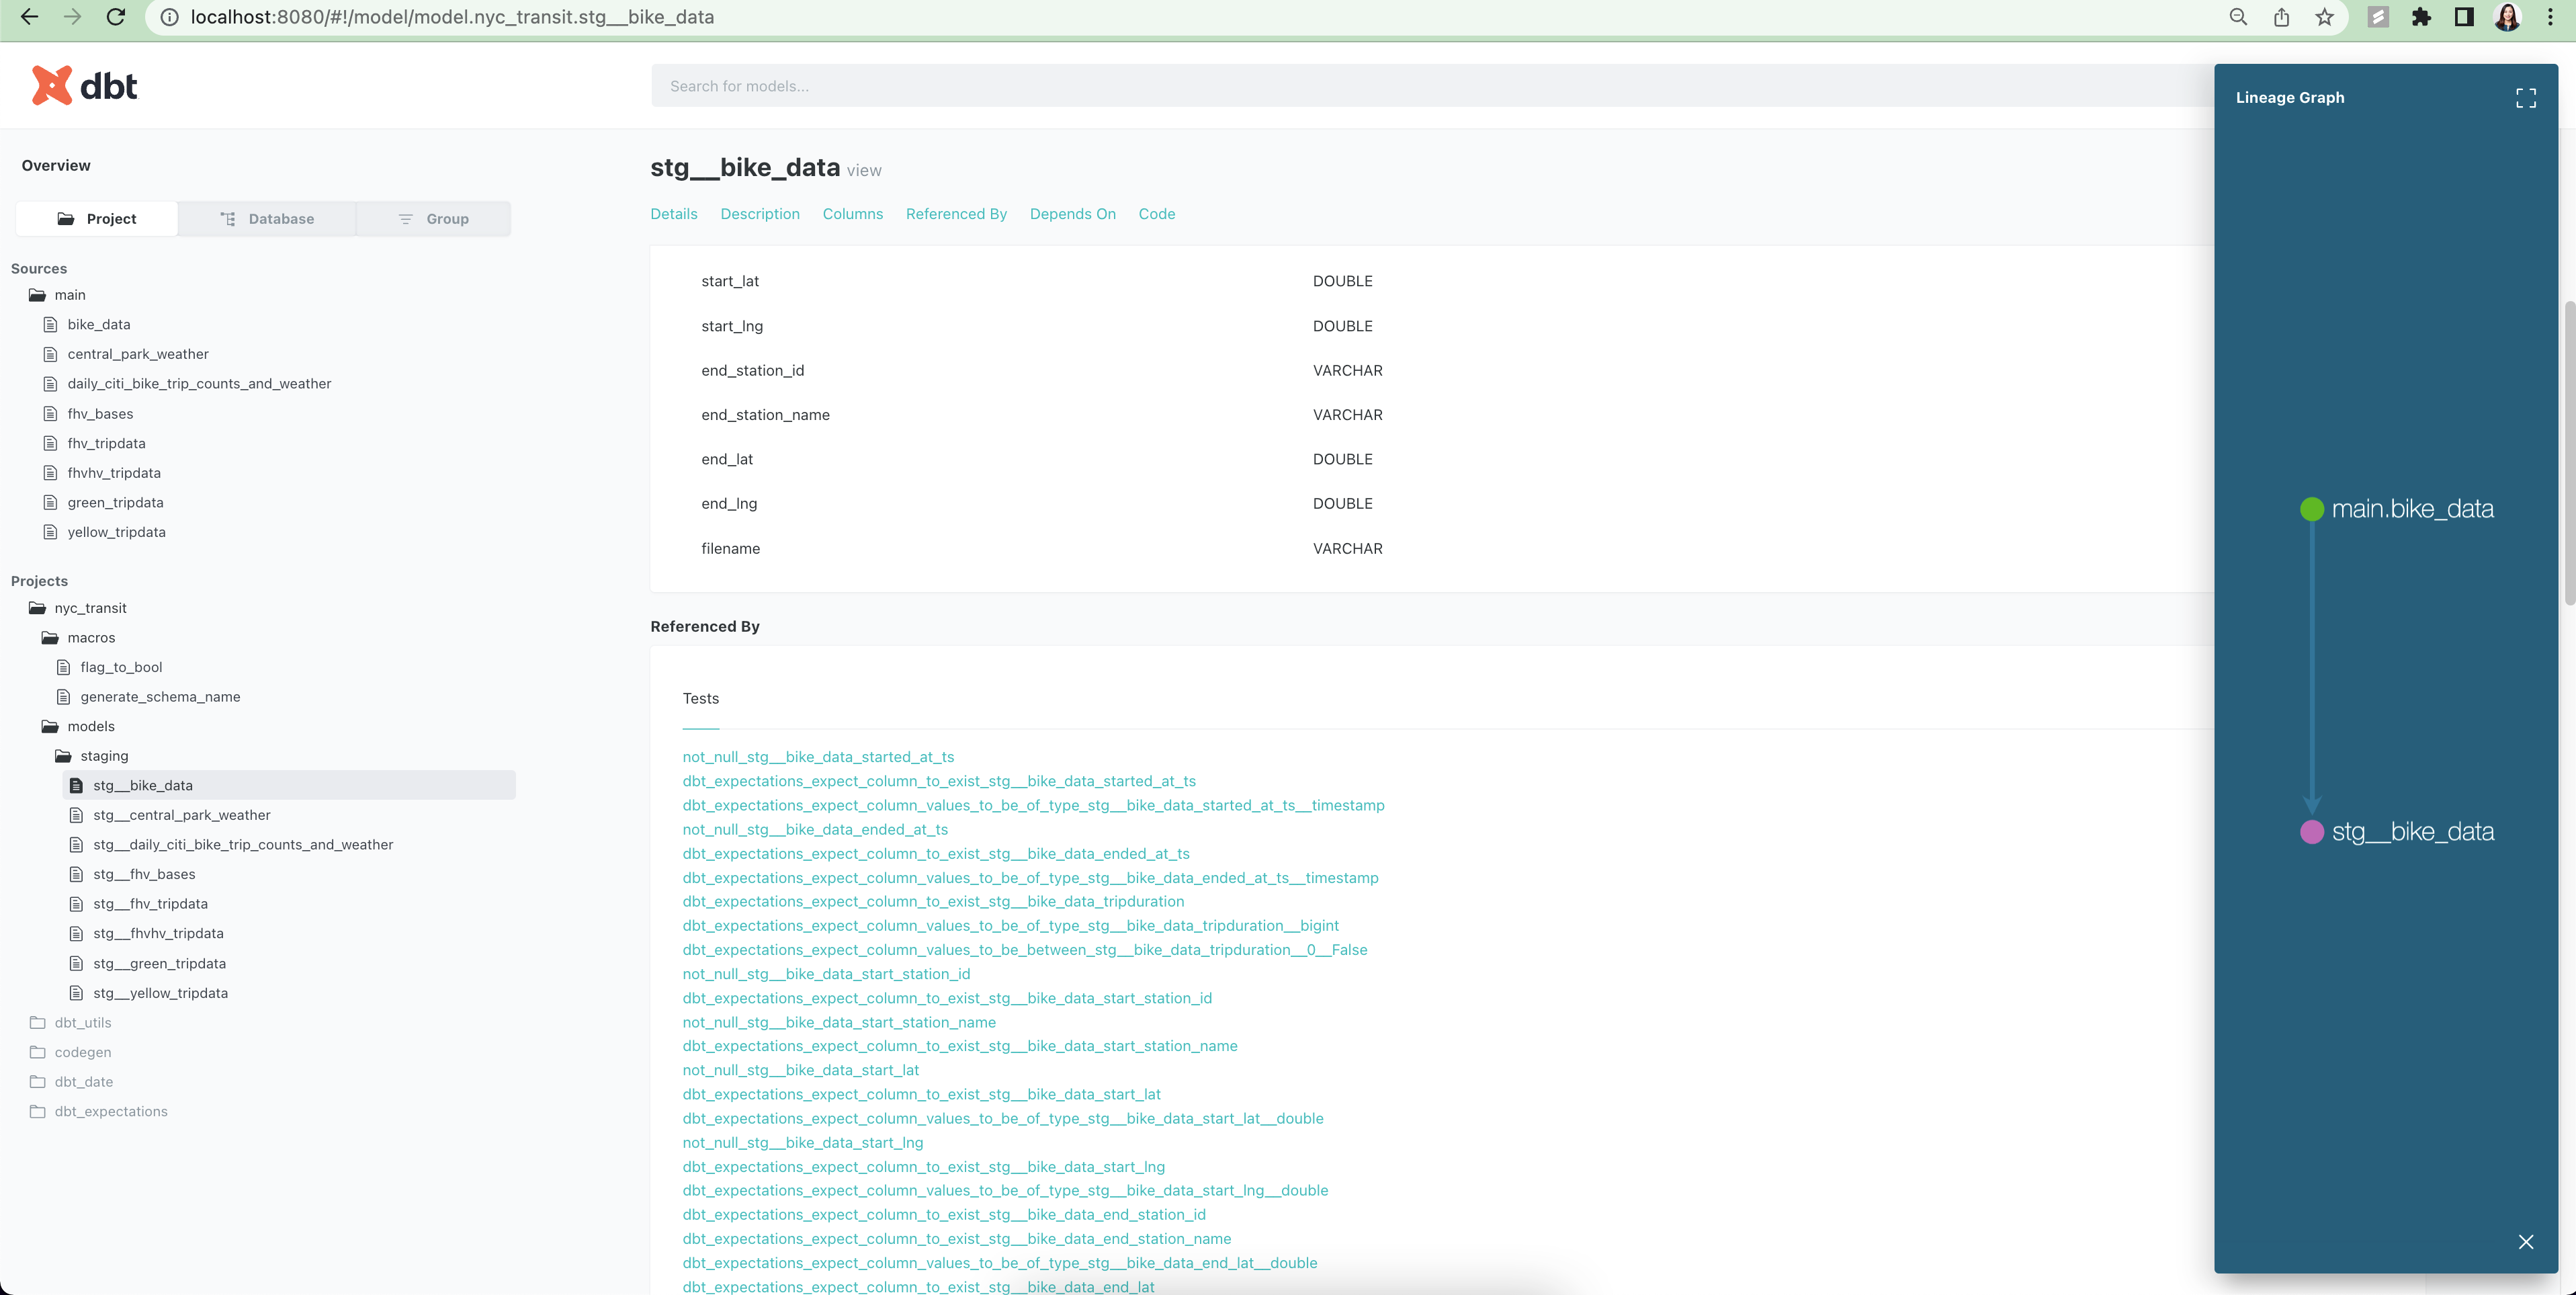 localhost:8080/#!/model/model.nyc_transit.stg__bike_data
dbt
Search for models...
Overview
Project
Database
Group
Sources
main
bike_data
central_park_weather
daily_citi_bike_trip_counts_and_weather
fhv_bases
fhv_tripdata
fhvhv_tripdata
green_tripdata
yellow_tripdata
Projects
nyc_transit
macros
flag_to_bool
generate_schema_name
models
staging
stg__bike_data
stg__central_park_weather
stg__daily_citi_bike_trip_counts_and_weather
stg__fhv_bases
stg__fhv_tripdata
stg__fhvhv_tripdata
stg__green_tripdata
stg__yellow_tripdata
dbt_utils
codegen
dbt_date
dbt_expectations
stg__bike_data view
Details Description Columns Referenced By Depends On Code
start_lat DOUBLE
start_lng DOUBLE
end_station_id VARCHAR
end_station_name VARCHAR
end_lat DOUBLE
end_lng DOUBLE
filename VARCHAR
Referenced By
Tests
not_null_stg__bike_data_started_at_ts
dbt_expectations_expect_column_to_exist_stg__bike_data_started_at_ts
dbt_expectations_expect_column_values_to_be_of_type_stg__bike_data_started_at_ts__timestamp
not_null_stg__bike_data_ended_at_ts
dbt_expectations_expect_column_to_exist_stg__bike_data_ended_at_ts
dbt_expectations_expect_column_values_to_be_of_type_stg__bike_data_ended_at_ts__timestamp
dbt_expectations_expect_column_to_exist_stg__bike_data_tripduration
dbt_expectations_expect_column_values_to_be_of_type_stg__bike_data_tripduration__bigint
dbt_expectations_expect_column_values_to_be_between_stg__bike_data_tripduration__0__False
not_null_stg__bike_data_start_station_id
dbt_expectations_expect_column_to_exist_stg__bike_data_start_station_id
not_null_stg__bike_data_start_station_name
dbt_expectations_expect_column_to_exist_stg__bike_data_start_station_name
not_null_stg__bike_data_start_lat
dbt_expectations_expect_column_to_exist_stg__bike_data_start_lat
dbt_expectations_expect_column_values_to_be_of_type_stg__bike_data_start_lat__double
not_null_stg__bike_data_start_lng
dbt_expectations_expect_column_to_exist_stg__bike_data_start_lng
dbt_expectations_expect_column_values_to_be_of_type_stg__bike_data_start_lng__double
dbt_expectations_expect_column_to_exist_stg__bike_data_end_station_id
dbt_expectations_expect_column_to_exist_stg__bike_data_end_station_name
dbt_expectations_expect_column_values_to_be_of_type_stg__bike_data_end_lat__double
dbt_expectations_expect_column_to_exist_stg__bike_data_end_lat
Lineage Graph
main.bike_data
stg__bike_data